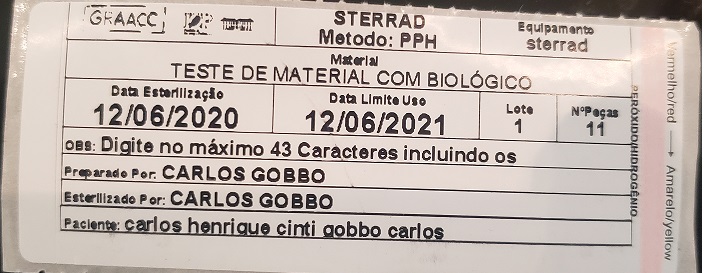 GRAACC
STERRAD
Metodo: PPH
Equipamento
sterrad
Material
TESTE DE MATERIAL COM BIOLÓGICO
Data Esterilização
12/06/2020
Data Limite Uso
12/06/2021
Lote
1
NºPeças
11
OBS: Digite no máximo 43 Caracteres incluindo os
Preparado Por: CARLOS GOBBO
Esterilizado Por: CARLOS GOBBO
Paciente: carlos henrique cinti gobbo carlos
PERÓXIDO/HIDROGÊNIO
Vermelho/red → Amarelo/yellow